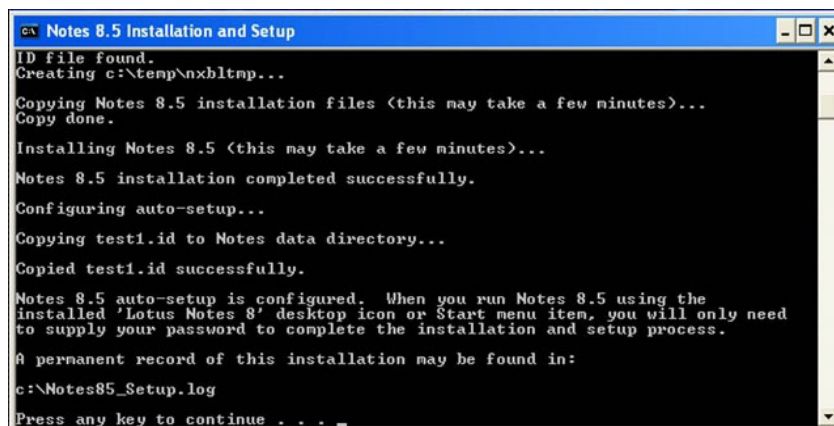 Notes 8.5 Installation and Setup
ID file found.
Creating c:\temp\nxbltmp...
Copying Notes 8.5 installation files (this may take a few minutes)...
Copy done.
Installing Notes 8.5 (this may take a few minutes)...
Notes 8.5 installation completed successfully.
Configuring auto-setup...
Copying test1.id to Notes data directory...
Copied test1.id successfully.
Notes 8.5 auto-setup is configured.  When you run Notes 8.5 using the
installed 'Lotus Notes 8' desktop icon or Start menu item, you will only need
to supply your password to complete the installation and setup process.
A permanent record of this installation may be found in:
c:\Notes85_Setup.log
Press any key to continue . . . _